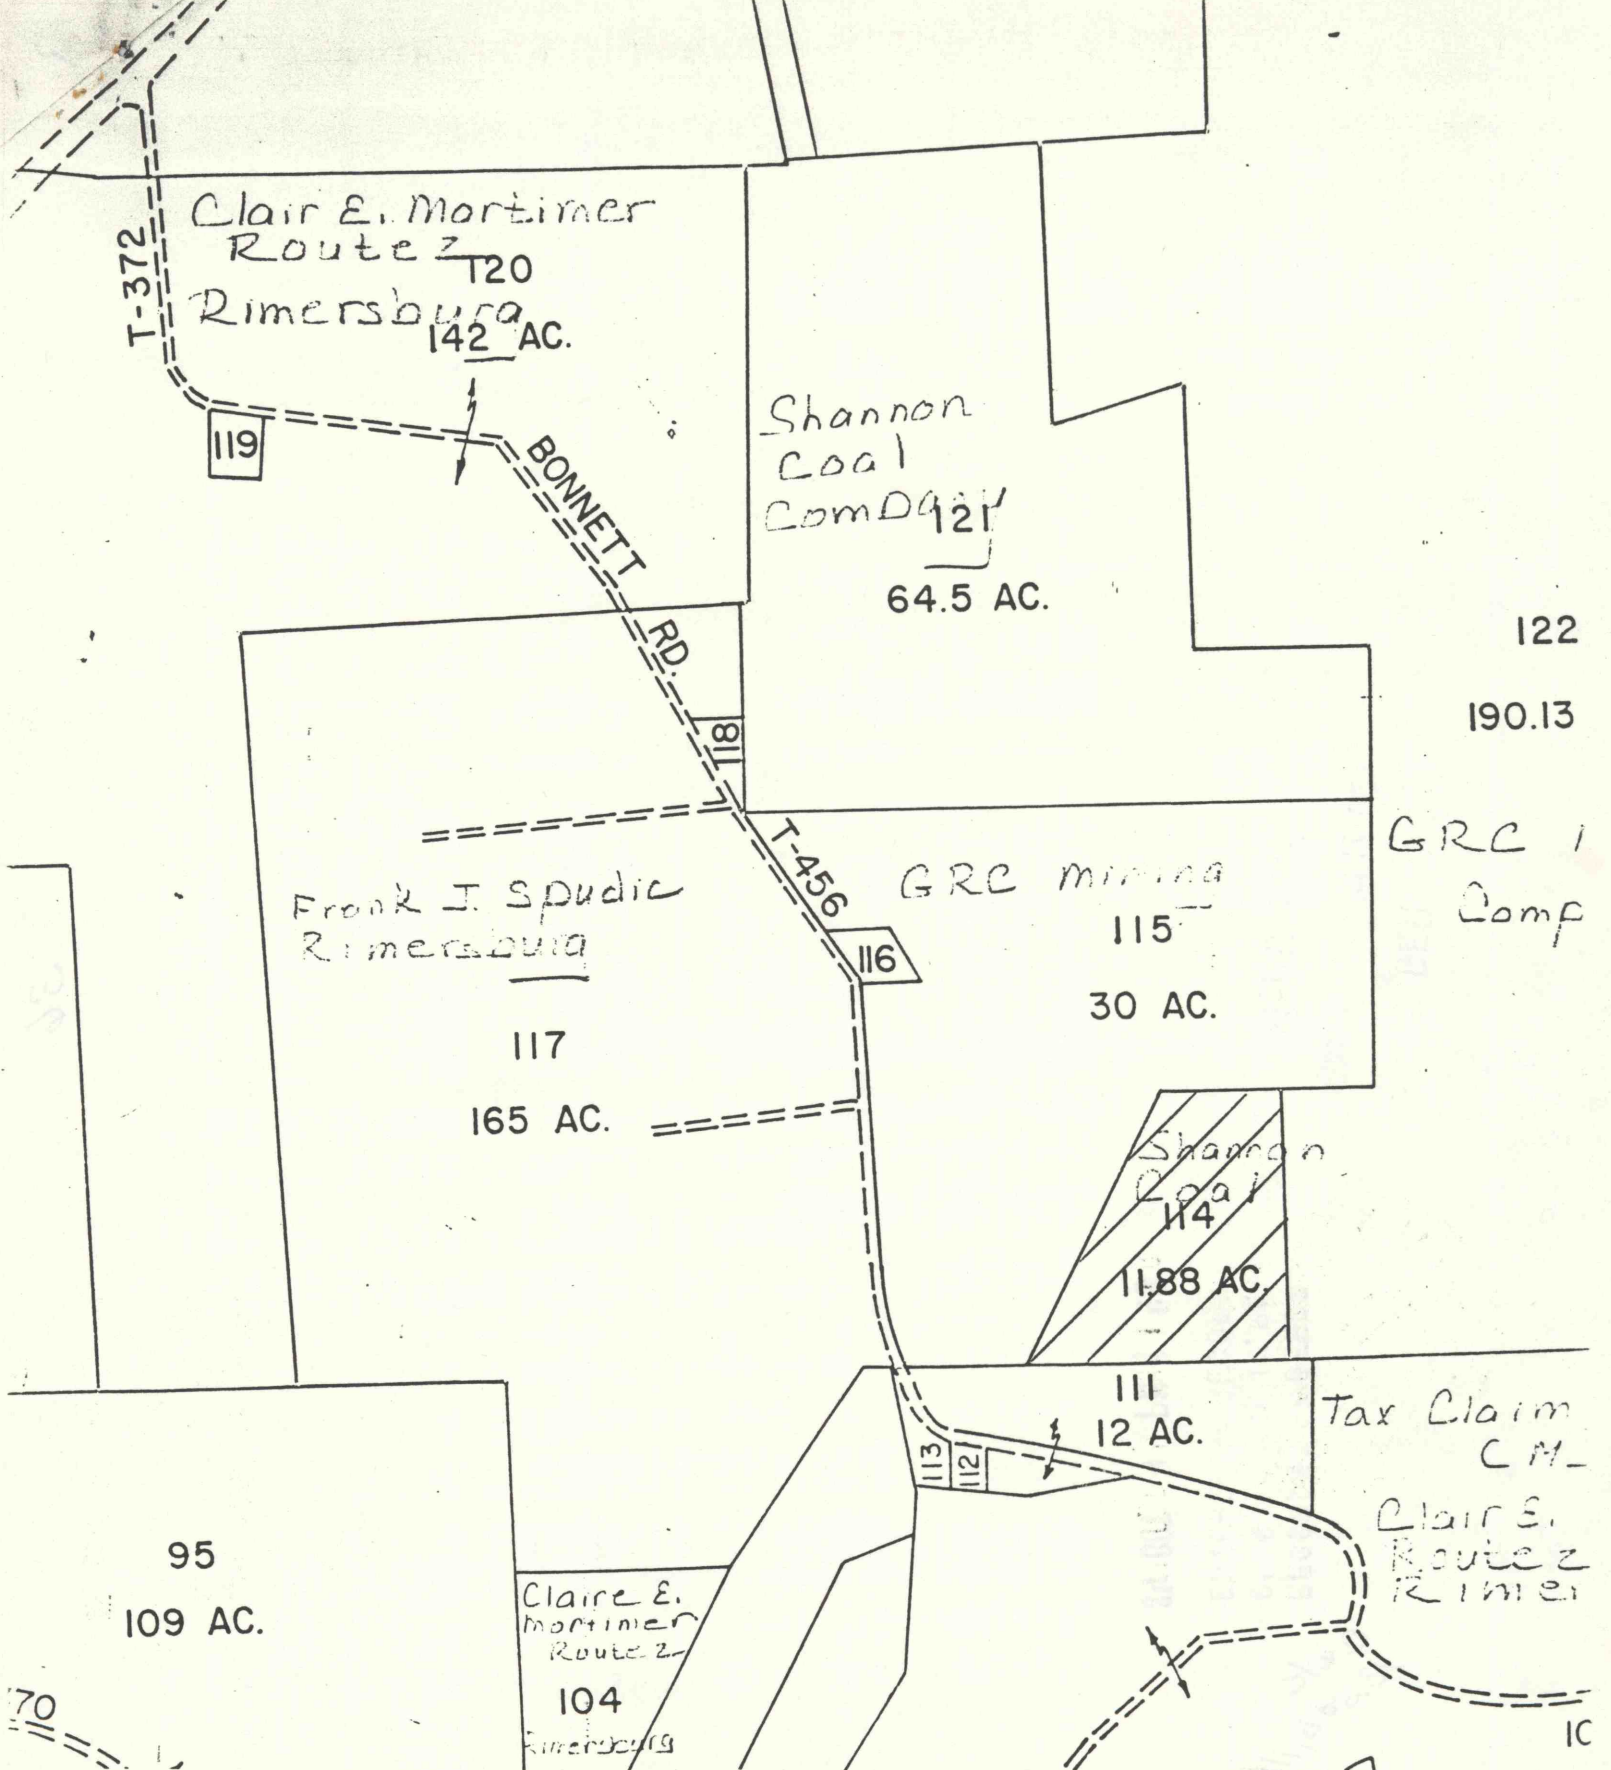 T-372
Clair E. Mortimer
Route 2
120
Rimersburg
142 AC.
119
BONNETT RD.
Shannon
Coal
Company
121
64.5 AC.
122
190.13
118
T-456
GRC Mining
115
30 AC.
GRC
Comp
Frank J. Spudic
Rimersburg
117
165 AC.
116
Shannon
Coal
114
11.88 AC.
111
12 AC.
113
112
Tax Claim
C M
Clair E.
Route 2
Rimer
95
109 AC.
Claire E.
Mortimer
Route 2
104
Rimersburg
70
10